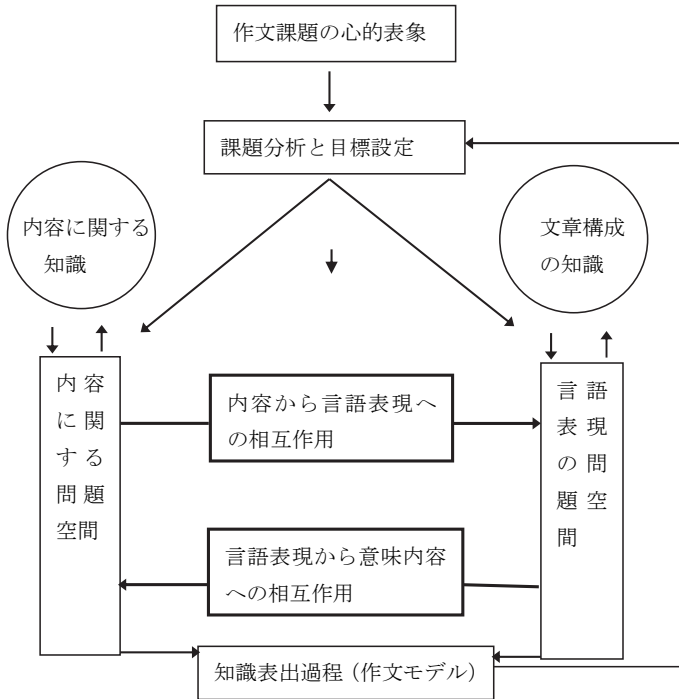 作文課題の心的表象
課題分析と目標設定
内容に関する
知識
文章構成
の知識
内容
に関
する
問題
空間
内容から言語表現へ
の相互作用
言語
表現
の問
題空
間
言語表現から意味内容
への相互作用
知識表出過程（作文モデル）